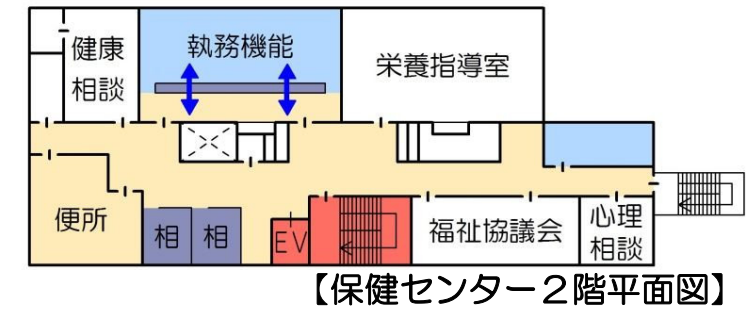 健康
相談
執務機能
栄養指導室
便所
相
相
EV
福祉協議会
心理
相談
【保健センター２階平面図】